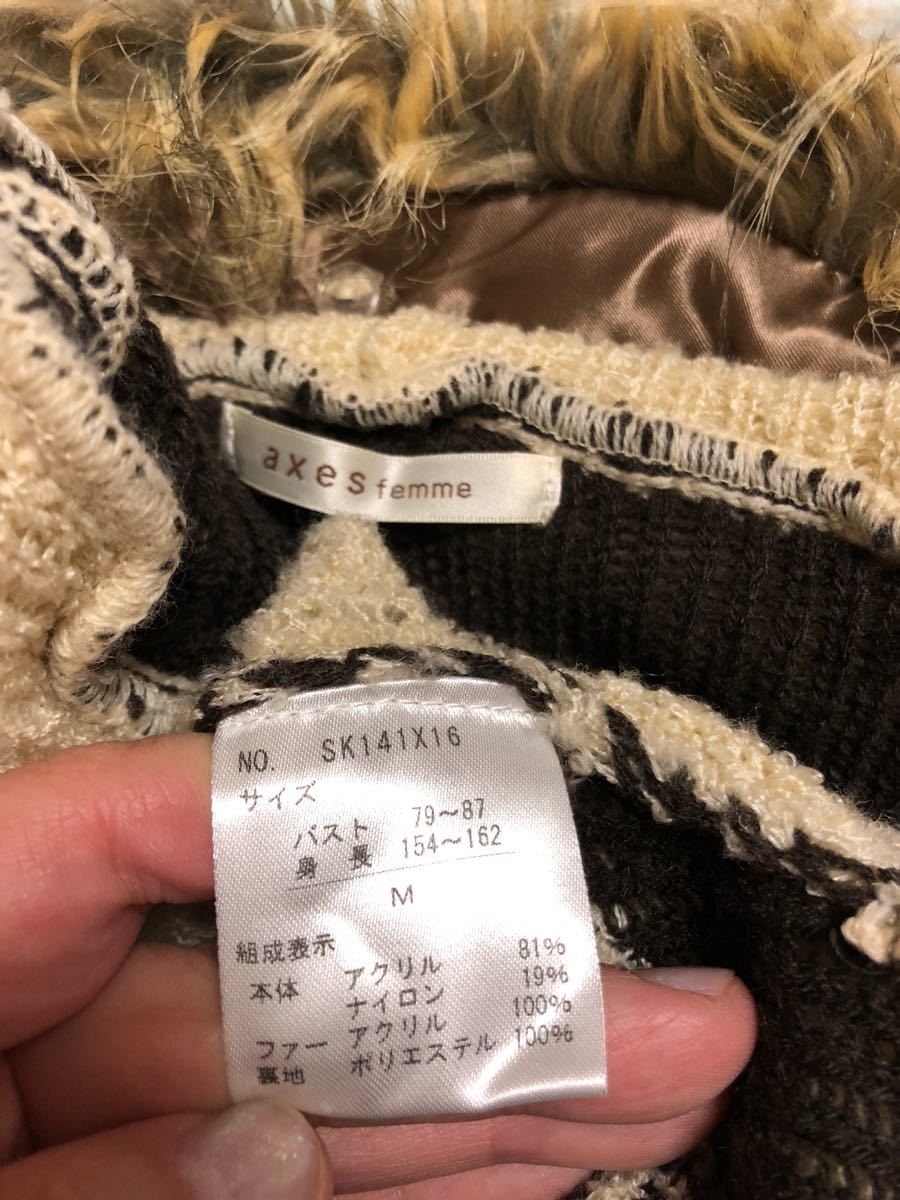 axes femme
NO. SK141X16
サイズ
バスト 79~87
身長 154~162
M
組成表示
本体 アクリル 81%
ナイロン 19%
ファー アクリル 100%
裏地 ポリエステル 100%